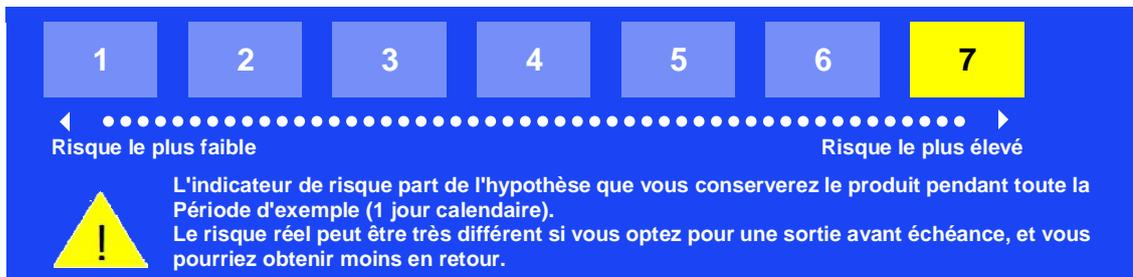 1 2 3 4 5 6 7
Risque le plus faible Risque le plus élevé
L'indicateur de risque part de l'hypothèse que vous conserverez le produit pendant toute la
Période d'exemple (1 jour calendaire).
Le risque réel peut être très différent si vous optez pour une sortie avant échéance, et vous
pourriez obtenir moins en retour.
!